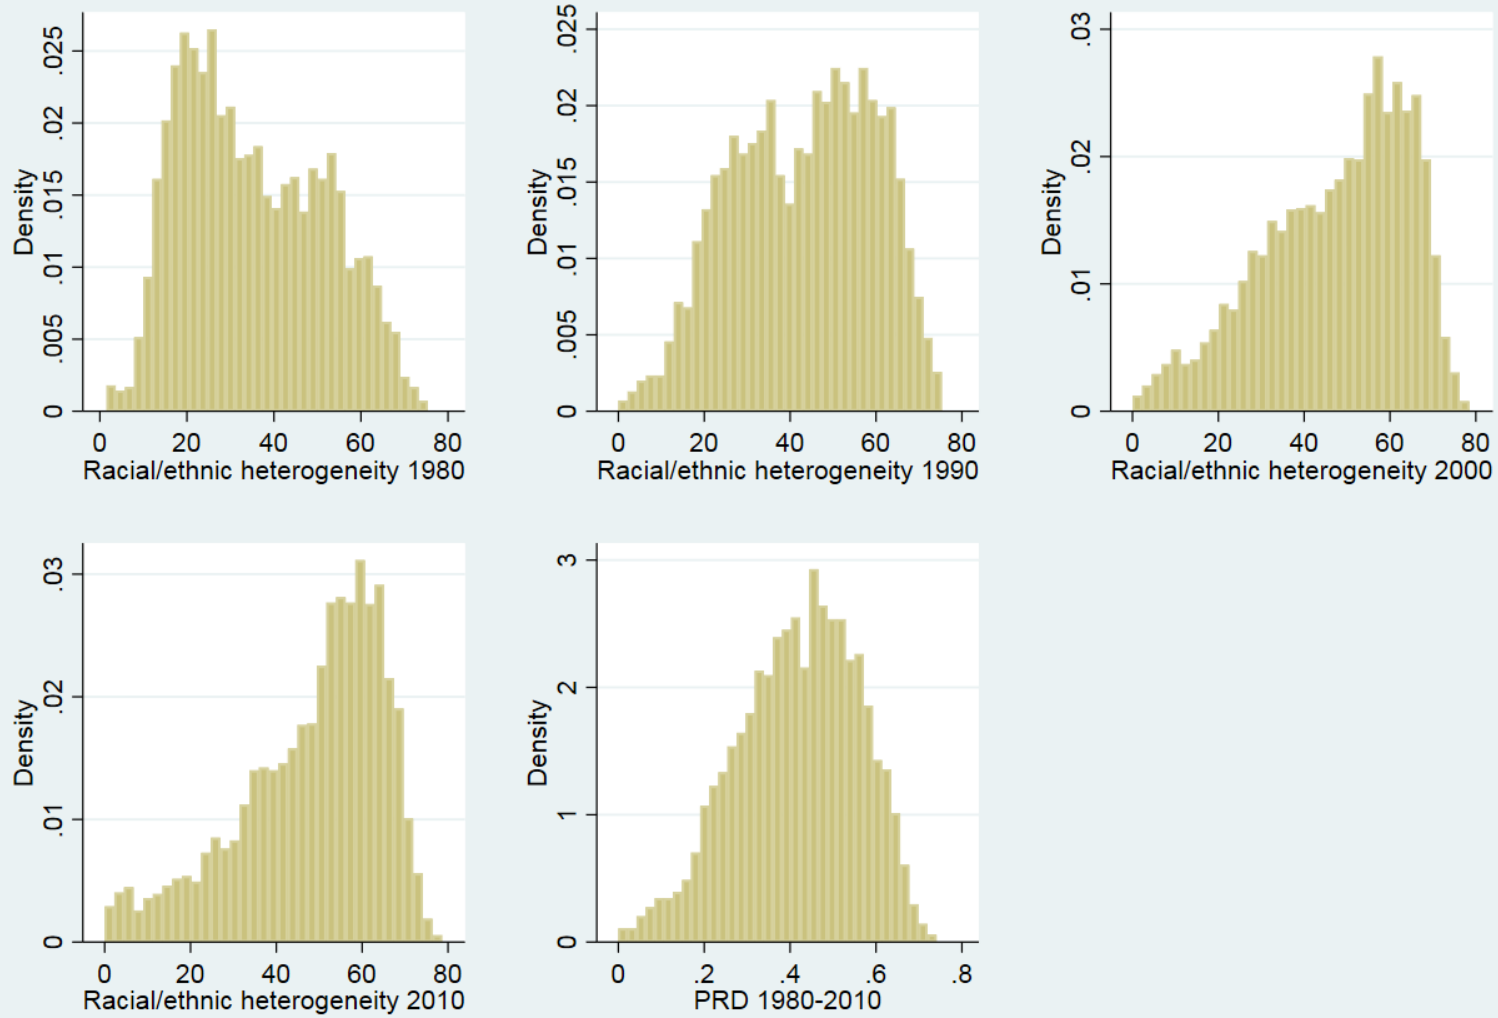 Density
.025
.02
.015
.01
.005
0
0 20 40 60 80
Racial/ethnic heterogeneity 1980
Density
.025
.02
.015
.01
.005
0
0 20 40 60 80
Racial/ethnic heterogeneity 1990
Density
.03
.02
.01
0
0 20 40 60 80
Racial/ethnic heterogeneity 2000
Density
.03
.02
.01
0
0 20 40 60 80
Racial/ethnic heterogeneity 2010
Density
3
2
1
0
0 .2 .4 .6 .8
PRD 1980-2010